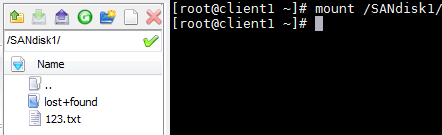 /SANdisk1/
Name
..
lost+found
123.txt
[root@client1 ~]# mount /SANdisk1/
[root@client1 ~]#